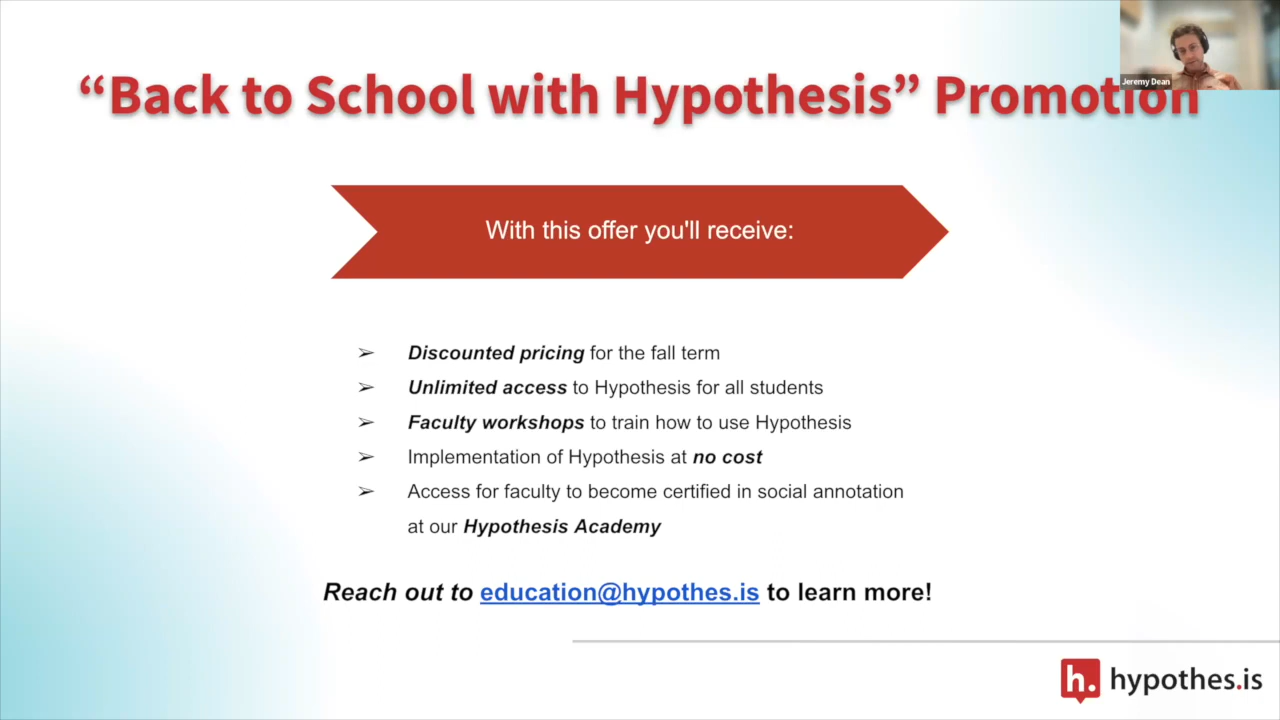 Jeremy Dean
“Back to School with Hypothesis” Promotion
With this offer you'll receive:
➢ Discounted pricing for the fall term
➢ Unlimited access to Hypothesis for all students
➢ Faculty workshops to train how to use Hypothesis
➢ Implementation of Hypothesis at no cost
➢ Access for faculty to become certified in social annotation
at our Hypothesis Academy
Reach out to education@hypothes.is to learn more!
h. hypothes.is